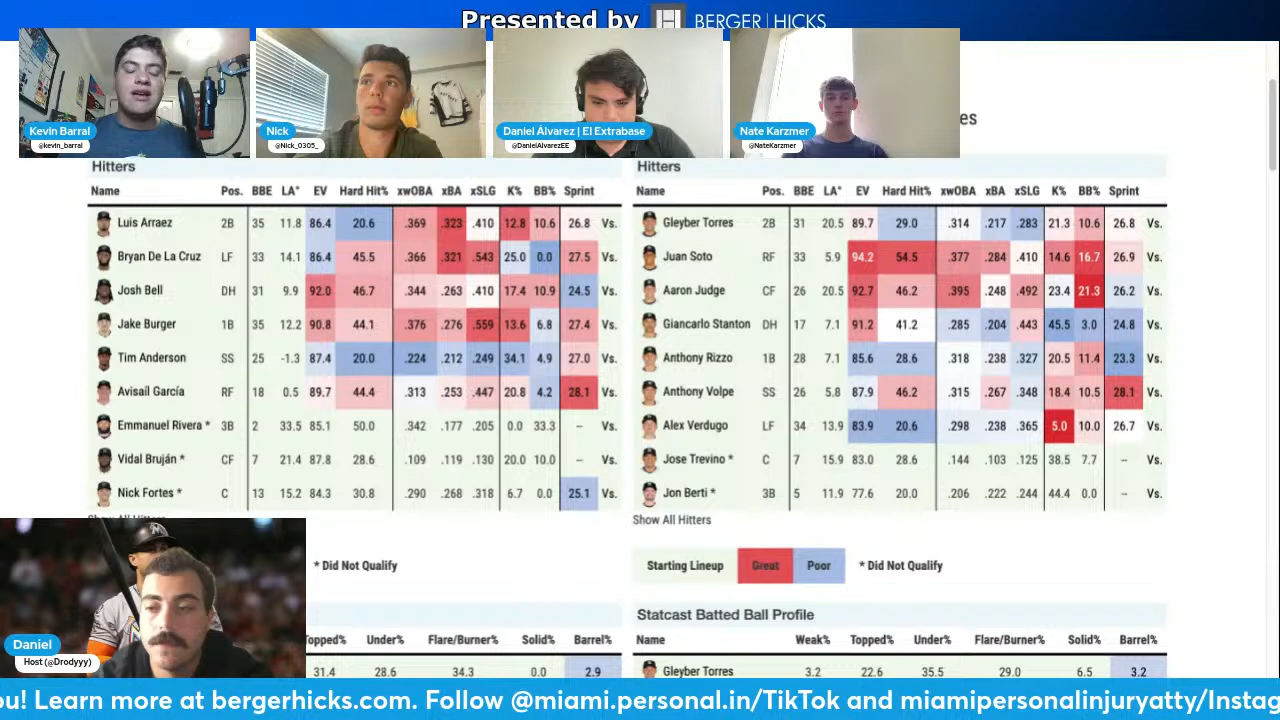 Presented by BERGER|HICKS
Kevin Barral
@kevin_barral
Nick
@Nick_0305_
Daniel Álvarez | El Extrabase
@DanielAlvarezEE
Nate Karzmer
@NateKarzmer
es
Hitters
Name Pos. BBE LA° EV Hard Hit% xwOBA xBA xSLG K% BB% Sprint
Luis Arraez 2B 35 11.8 86.4 20.6 .369 .323 .410 12.8 10.6 26.8 Vs.
Bryan De La Cruz LF 33 14.1 86.4 45.5 .366 .321 .543 25.0 0.0 27.5 Vs.
Josh Bell DH 31 9.9 92.0 46.7 .344 .263 .410 17.4 10.9 24.5 Vs.
Jake Burger 1B 35 12.2 90.8 44.1 .376 .276 .559 13.6 6.8 27.4 Vs.
Tim Anderson SS 25 -1.3 87.4 20.0 .224 .212 .249 34.1 4.9 27.0 Vs.
Avisaíl García RF 18 0.5 89.7 44.4 .313 .253 .447 20.8 4.2 28.1 Vs.
Emmanuel Rivera * 3B 2 33.5 85.1 50.0 .342 .177 .205 0.0 33.3 -- Vs.
Vidal Bruján * CF 7 21.4 87.8 28.6 .109 .119 .130 20.0 10.0 -- Vs.
Nick Fortes * C 13 15.2 84.3 30.8 .290 .268 .318 6.7 0.0 25.1 Vs.
Show All Hitters
* Did Not Qualify
Topped% Under% Flare/Burner% Solid% Barrel%
31.4 28.6 34.3 0.0 2.9
Hitters
Name Pos. BBE LA° EV Hard Hit% xwOBA xBA xSLG K% BB% Sprint
Gleyber Torres 2B 31 20.5 89.7 29.0 .314 .217 .283 21.3 10.6 26.8 Vs.
Juan Soto RF 33 5.9 94.2 54.5 .377 .284 .410 14.6 16.7 26.9 Vs.
Aaron Judge CF 26 20.5 92.7 46.2 .395 .248 .492 23.4 21.3 26.2 Vs.
Giancarlo Stanton DH 17 7.1 91.2 41.2 .285 .204 .443 45.5 3.0 24.8 Vs.
Anthony Rizzo 1B 28 7.1 85.6 28.6 .318 .238 .327 20.5 11.4 23.3 Vs.
Anthony Volpe SS 26 5.8 87.9 46.2 .315 .267 .348 18.4 10.5 28.1 Vs.
Alex Verdugo LF 34 13.9 83.9 20.6 .298 .238 .365 5.0 10.0 26.7 Vs.
Jose Trevino * C 7 15.9 83.0 28.6 .144 .103 .125 38.5 7.7 -- Vs.
Jon Berti * 3B 5 11.9 77.6 20.0 .206 .222 .244 44.4 0.0 -- Vs.
Show All Hitters
Starting Lineup Great Poor * Did Not Qualify
Statcast Batted Ball Profile
Name Weak% Topped% Under% Flare/Burner% Solid% Barrel%
Gleyber Torres 3.2 22.6 35.5 29.0 6.5 3.2
Daniel
Host (@Drodyyy)
ou! Learn more at bergerhicks.com. Follow @miami.personal.in/TikTok and miamipersonalinjuryatty/Instag